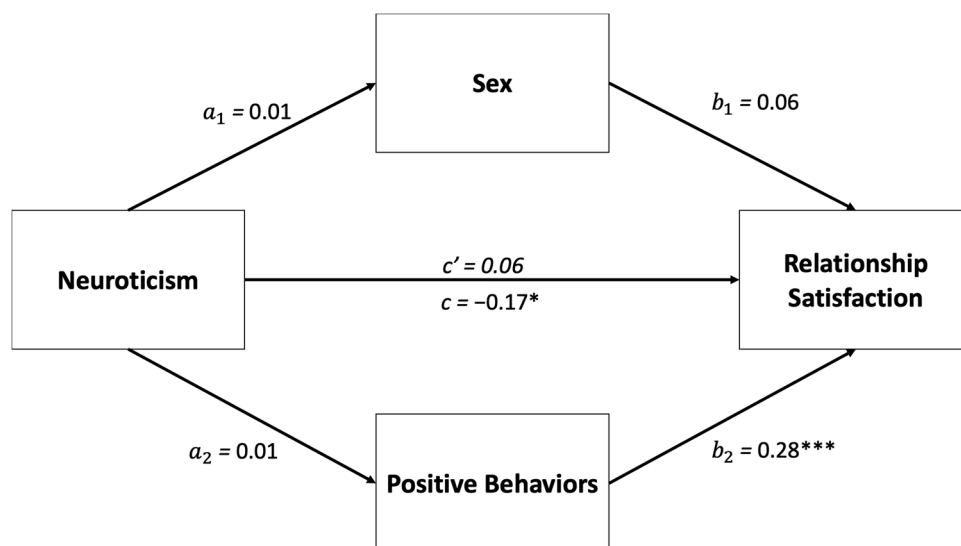 Sex
a₁ = 0.01
b₁ = 0.06
Neuroticism
c’ = 0.06
c = −0.17*
Relationship
Satisfaction
a₂ = 0.01
b₂ = 0.28***
Positive Behaviors